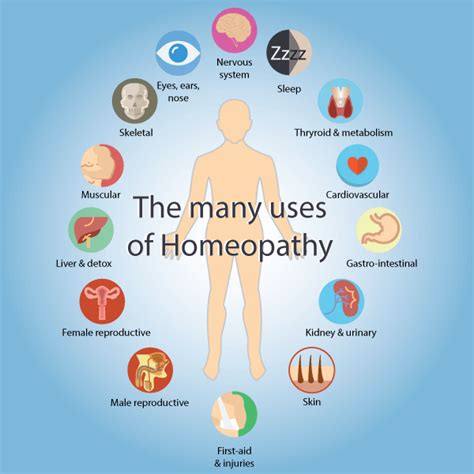 Nervous
system
Zzzz
Sleep
Eyes, ears,
nose
Skeletal
Thryroid & metabolism
Muscular
Cardiovascular
The many uses
of Homeopathy
Liver & detox
Gastro-intestinal
Female reproductive
Kidney & urinary
Male reproductive
Skin
First-aid
& injuries